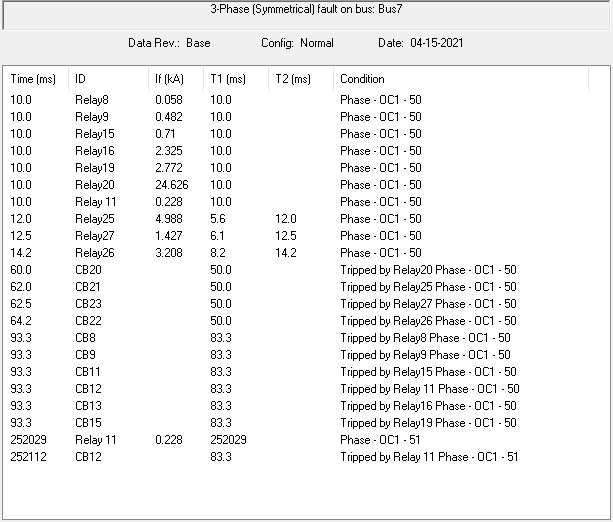 3-Phase (Symmetrical) fault on bus: Bus7
Data Rev.: Base Config: Normal Date: 04-15-2021
Time (ms) ID If (kA) T1 (ms) T2 (ms) Condition
10.0 Relay8 0.058 10.0 Phase - OC1 - 50
10.0 Relay9 0.482 10.0 Phase - OC1 - 50
10.0 Relay15 0.71 10.0 Phase - OC1 - 50
10.0 Relay16 2.325 10.0 Phase - OC1 - 50
10.0 Relay19 2.772 10.0 Phase - OC1 - 50
10.0 Relay20 24.626 10.0 Phase - OC1 - 50
10.0 Relay 11 0.228 10.0 Phase - OC1 - 50
12.0 Relay25 4.988 5.6 12.0 Phase - OC1 - 50
12.5 Relay27 1.427 6.1 12.5 Phase - OC1 - 50
14.2 Relay26 3.208 8.2 14.2 Phase - OC1 - 50
60.0 CB20 50.0 Tripped by Relay20 Phase - OC1 - 50
62.0 CB21 50.0 Tripped by Relay25 Phase - OC1 - 50
62.5 CB23 50.0 Tripped by Relay27 Phase - OC1 - 50
64.2 CB22 50.0 Tripped by Relay26 Phase - OC1 - 50
93.3 CB8 83.3 Tripped by Relay8 Phase - OC1 - 50
93.3 CB9 83.3 Tripped by Relay9 Phase - OC1 - 50
93.3 CB11 83.3 Tripped by Relay15 Phase - OC1 - 50
93.3 CB12 83.3 Tripped by Relay 11 Phase - OC1 - 50
93.3 CB13 83.3 Tripped by Relay16 Phase - OC1 - 50
93.3 CB15 83.3 Tripped by Relay19 Phase - OC1 - 50
252029 Relay 11 0.228 252029 Phase - OC1 - 51
252112 CB12 83.3 Tripped by Relay 11 Phase - OC1 - 51